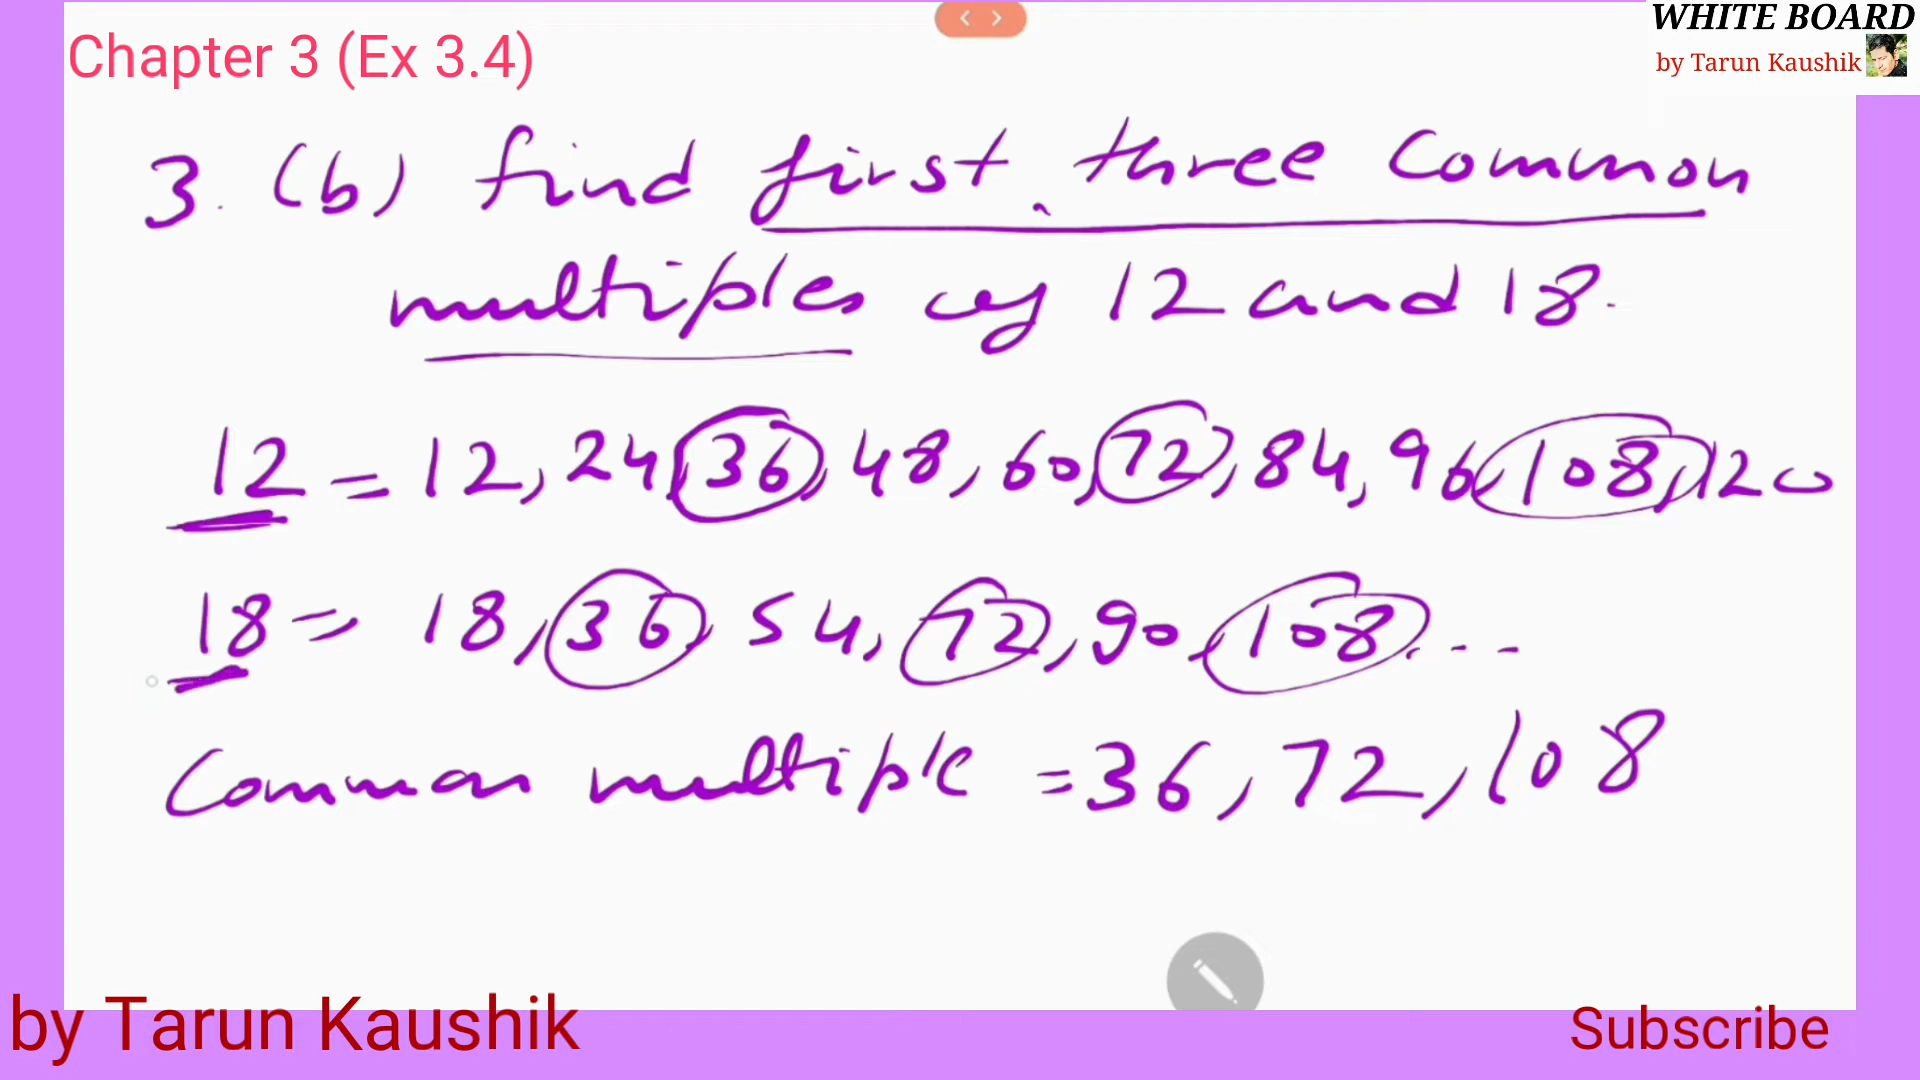 WHITE BOARD
by Tarun Kaushik
Chapter 3 (Ex 3.4)
3. (b) find first three common
multiples of 12 and 18.
12 = 12, 24, 36, 48, 60, 72, 84, 96, 108, 120
18 = 18, 36, 54, 72, 90, 108...
Common multiple = 36, 72, 108
by Tarun Kaushik
Subscribe